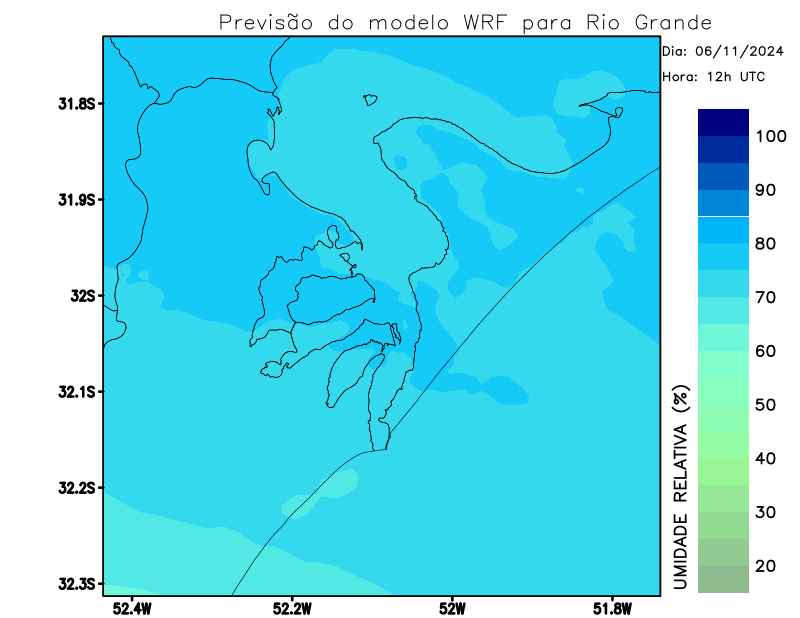 Previsão do modelo WRF para Rio Grande
Dia: 06/11/2024
Hora: 12h UTC
31.8S
31.9S
32S
32.1S
32.2S
32.3S
52.4W
52.2W
52W
51.8W
100
90
80
70
60
50
40
30
20
UMIDADE RELATIVA (%)